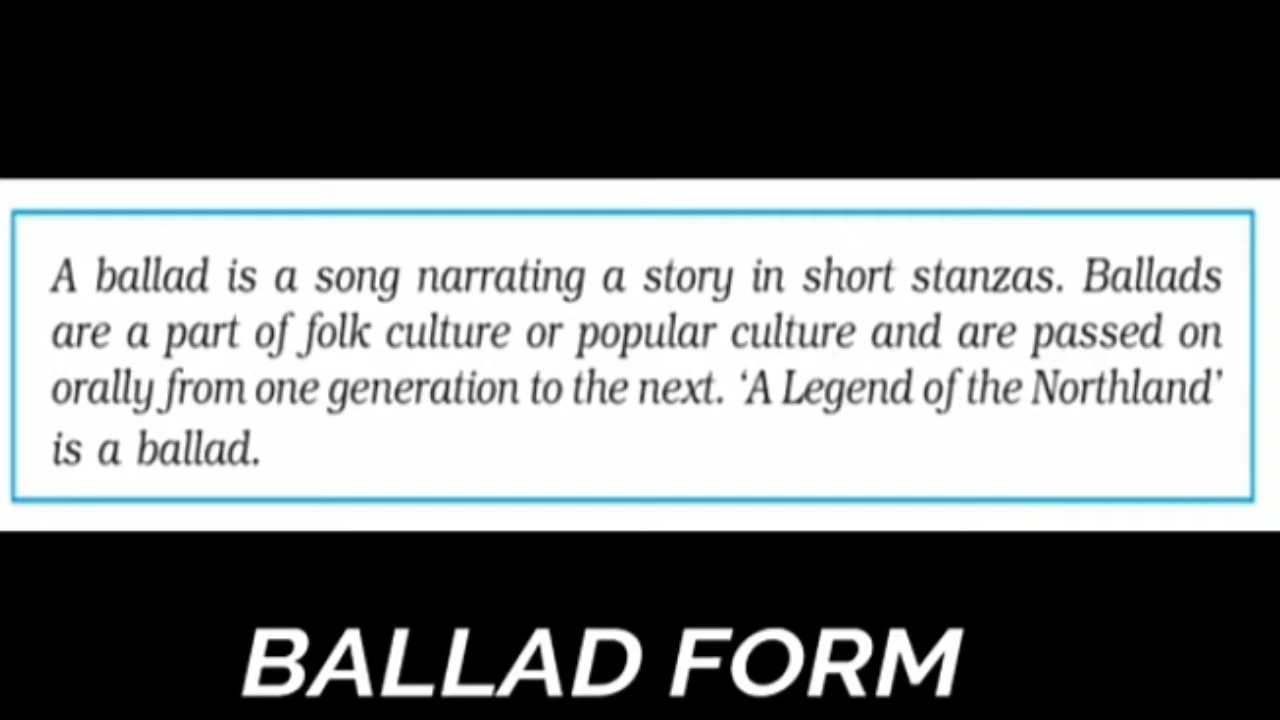 A ballad is a song narrating a story in short stanzas. Ballads
are a part of folk culture or popular culture and are passed on
orally from one generation to the next. ‘A Legend of the Northland’
is a ballad.
BALLAD FORM